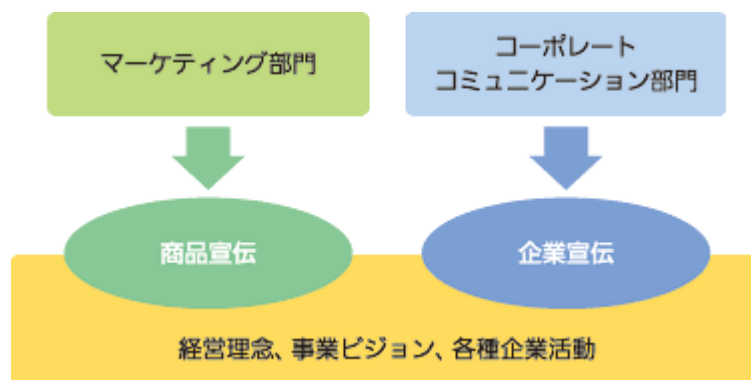 マーケティング部門
コーポレート
コミュニケーション部門
商品宣伝
企業宣伝
経営理念、事業ビジョン、各種企業活動